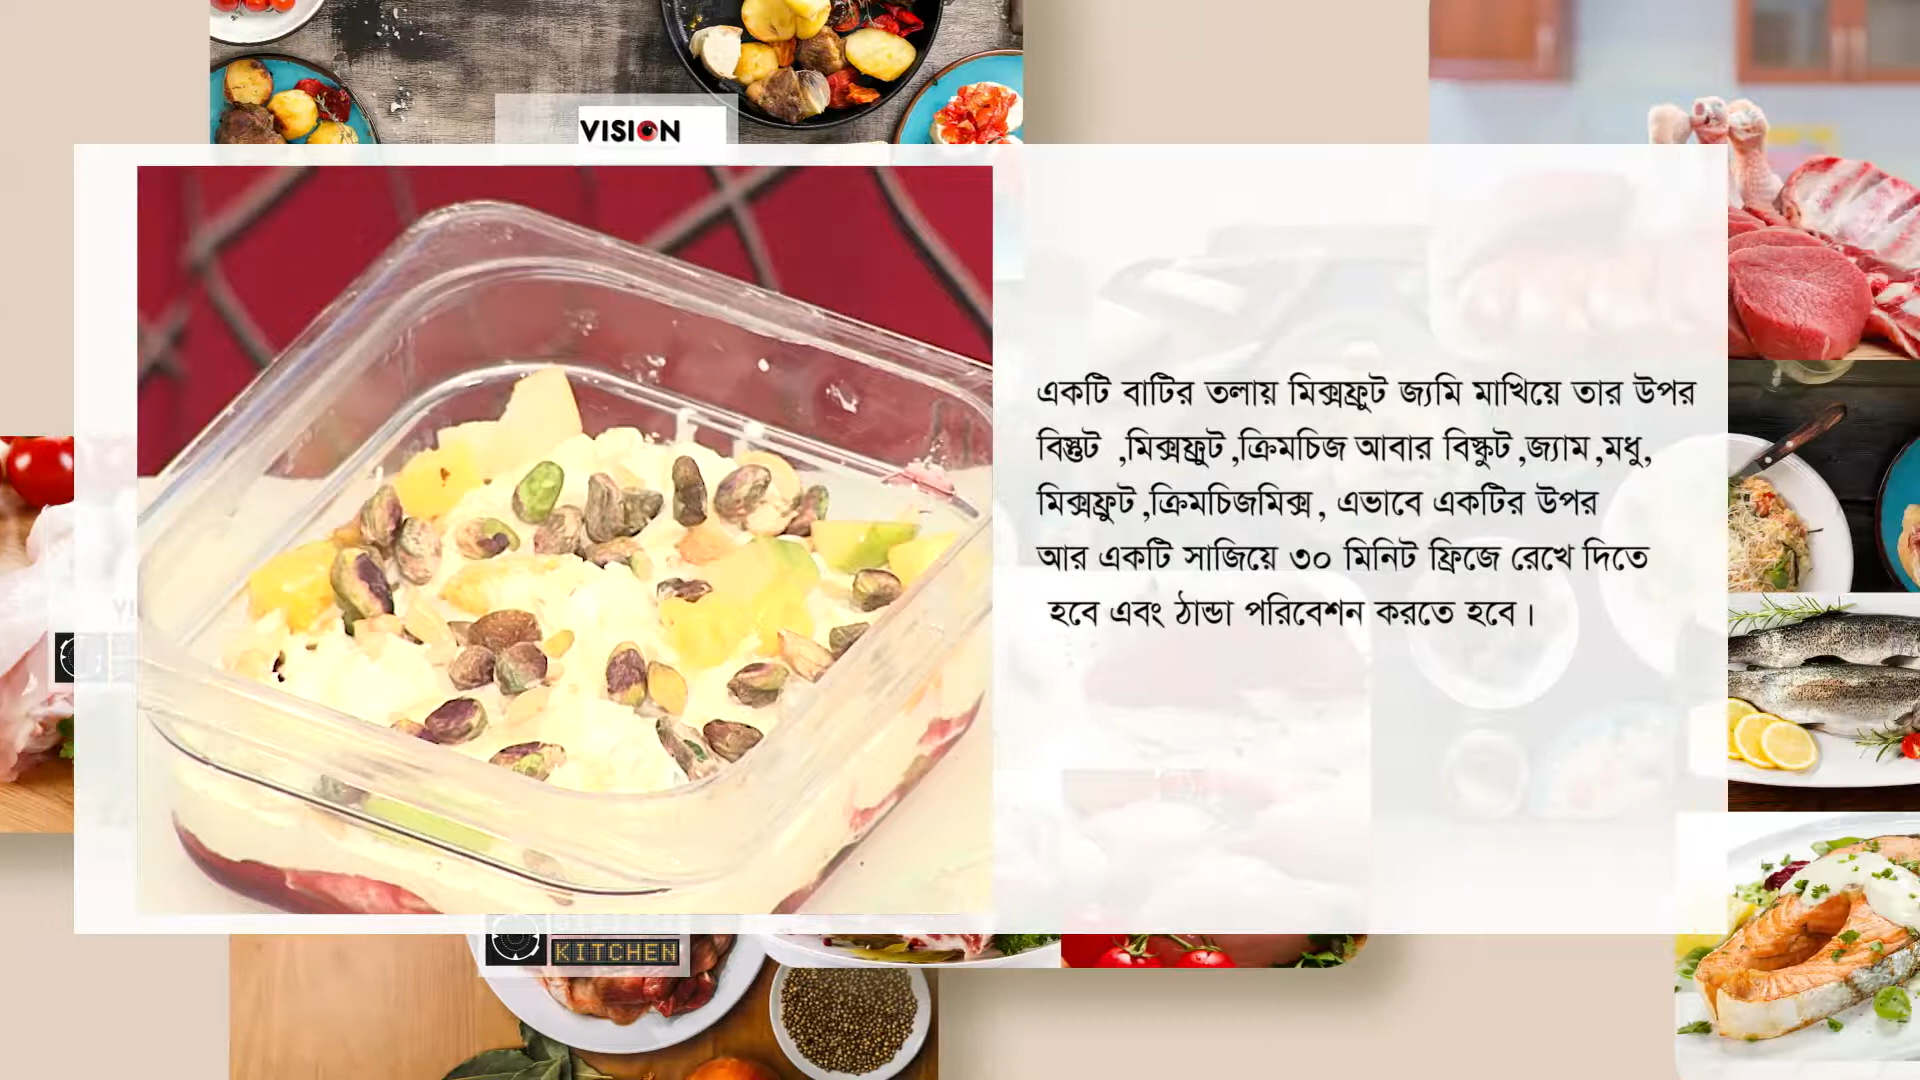 VISION
একটি বাটির তলায় মিক্সফ্রুট জ্যমি মাখিয়ে তার উপর
বিস্তুট ,মিক্সফ্রুট ,ক্রিমচিজ আবার বিস্কুট ,জ্যাম ,মধু,
মিক্সফ্রুট ,ক্রিমচিজমিক্স , এভাবে একটির উপর
আর একটি সাজিয়ে ৩০ মিনিট ফ্রিজে রেখে দিতে
হবে এবং ঠান্ডা পরিবেশন করতে হবে।
KITCHEN